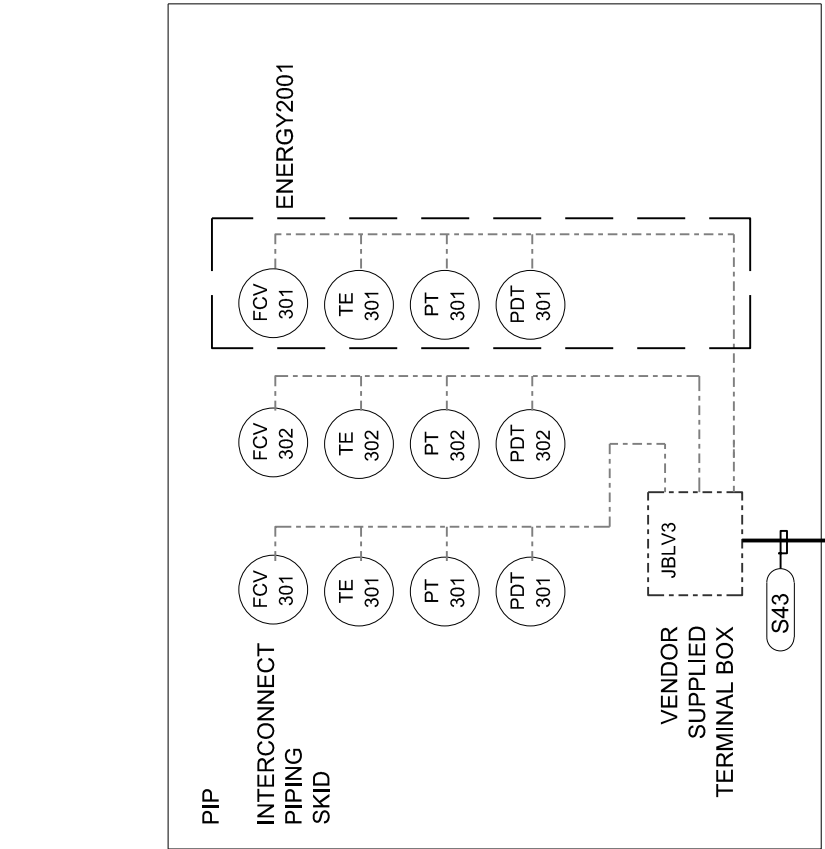 PIP
INTERCONNECT
PIPING
SKID
FCV
301
TE
301
PT
301
PDT
301
FCV
302
TE
302
PT
302
PDT
302
FCV
301
TE
301
PT
301
PDT
301
ENERGY2001
VENDOR
SUPPLIED
TERMINAL BOX
JBLV3
S43